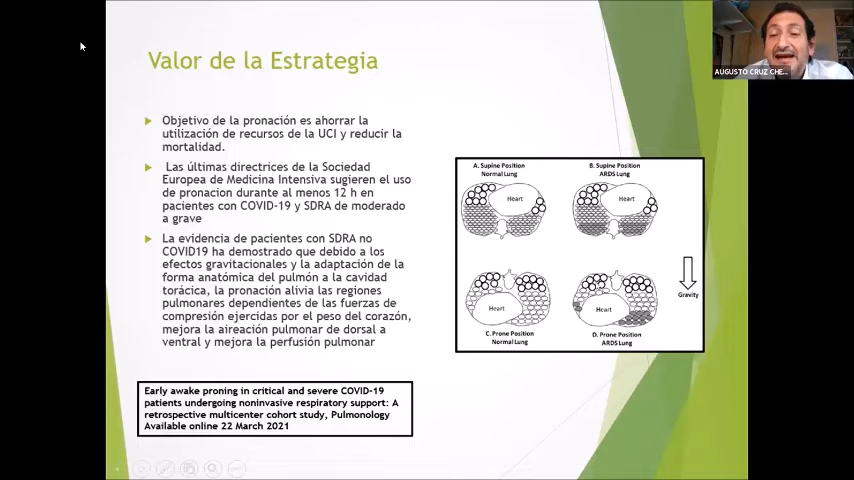 Valor de la Estrategia
Objetivo de la pronación es ahorrar la
utilización de recursos de la UCI y reducir la
mortalidad.
Las últimas directrices de la Sociedad
Europea de Medicina Intensiva sugieren el uso
de pronacion durante al menos 12 h en
pacientes con COVID-19 y SDRA de moderado
a grave
La evidencia de pacientes con SDRA no
COVID19 ha demostrado que debido a los
efectos gravitacionales y la adaptación de la
forma anatómica del pulmón a la cavidad
torácica, la pronación alivia las regiones
pulmonares dependientes de las fuerzas de
compresión ejercidas por el peso del corazón,
mejora la aireación pulmonar de dorsal a
ventral y mejora la perfusión pulmonar
Early awake proning in critical and severe COVID-19
patients undergoing noninvasive respiratory support: A
retrospective multicenter cohort study, Pulmonology
Available online 22 March 2021
A. Supine Position
Normal Lung
B. Supine Position
ARDS Lung
Heart
Heart
Gravity
Heart
Heart
C. Prone Position
Normal Lung
D. Prone Position
ARDS Lung
AUGUSTO CRUZ CHE...